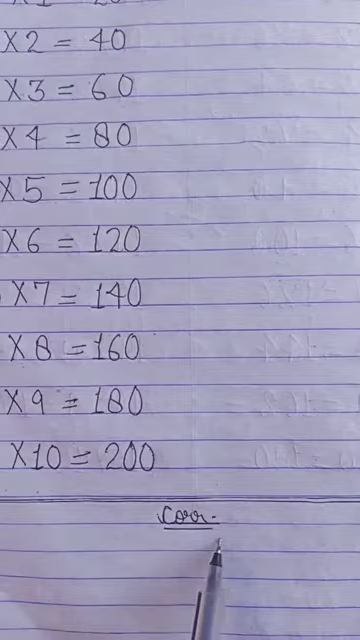 X2 = 40
X3 = 60
X4 = 80
X5 = 100
X6 = 120
X7 = 140
X8 = 160
X9 = 180
X10 = 200